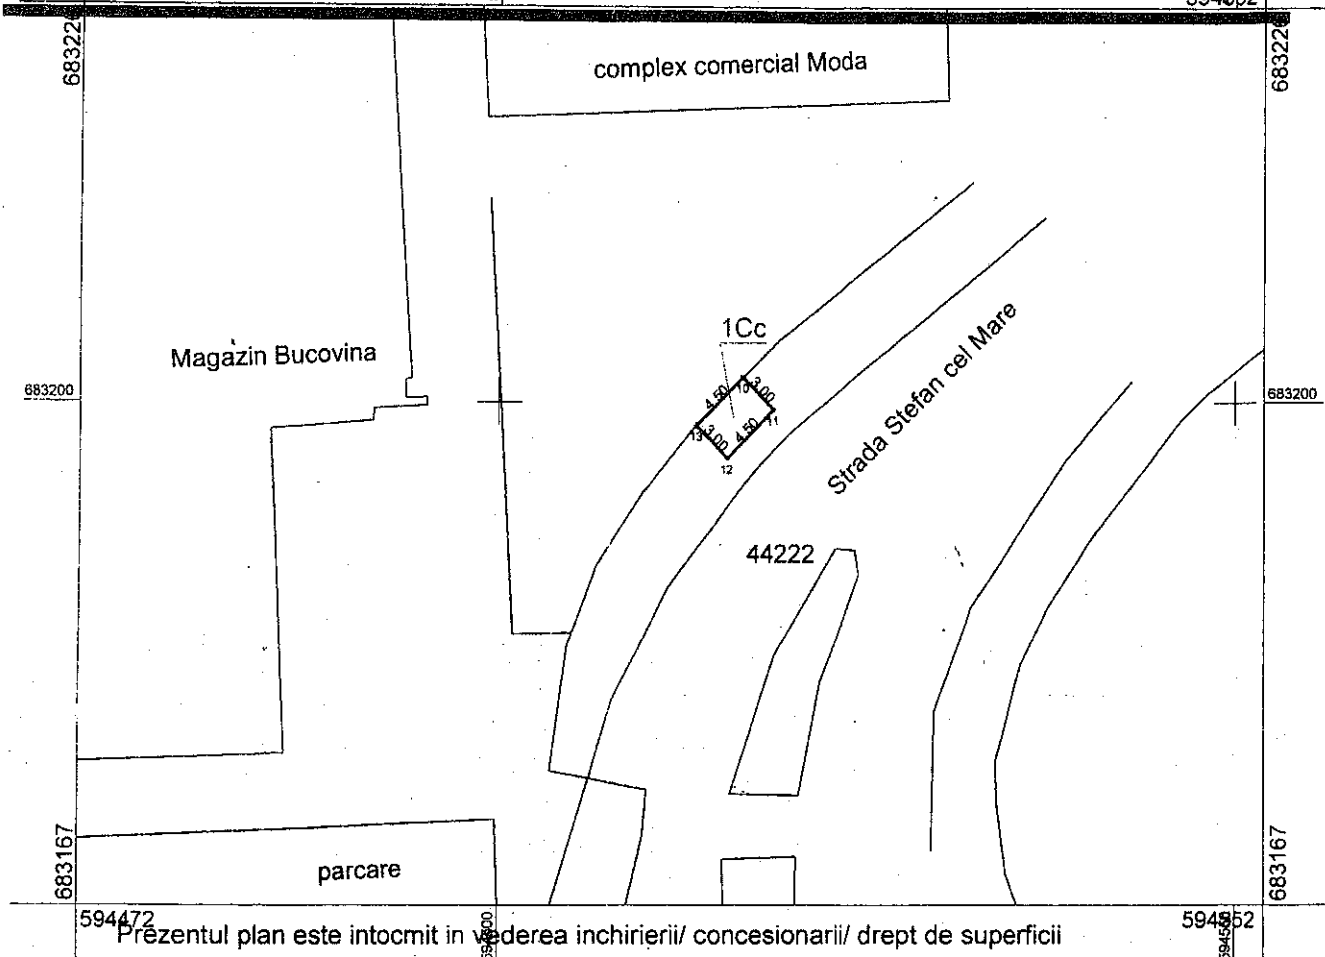 683226
complex comercial Moda
683226
1Cc
Magazin Bucovina
Strada Stefan cel Mare
683200
683200
4.50
10
3.00
11
4.50
3.00
13
12
44222
683167
parcare
683167
594472
Prezentul plan este intocmit in vederea inchirierii/ concesionarii/ drept de superficii